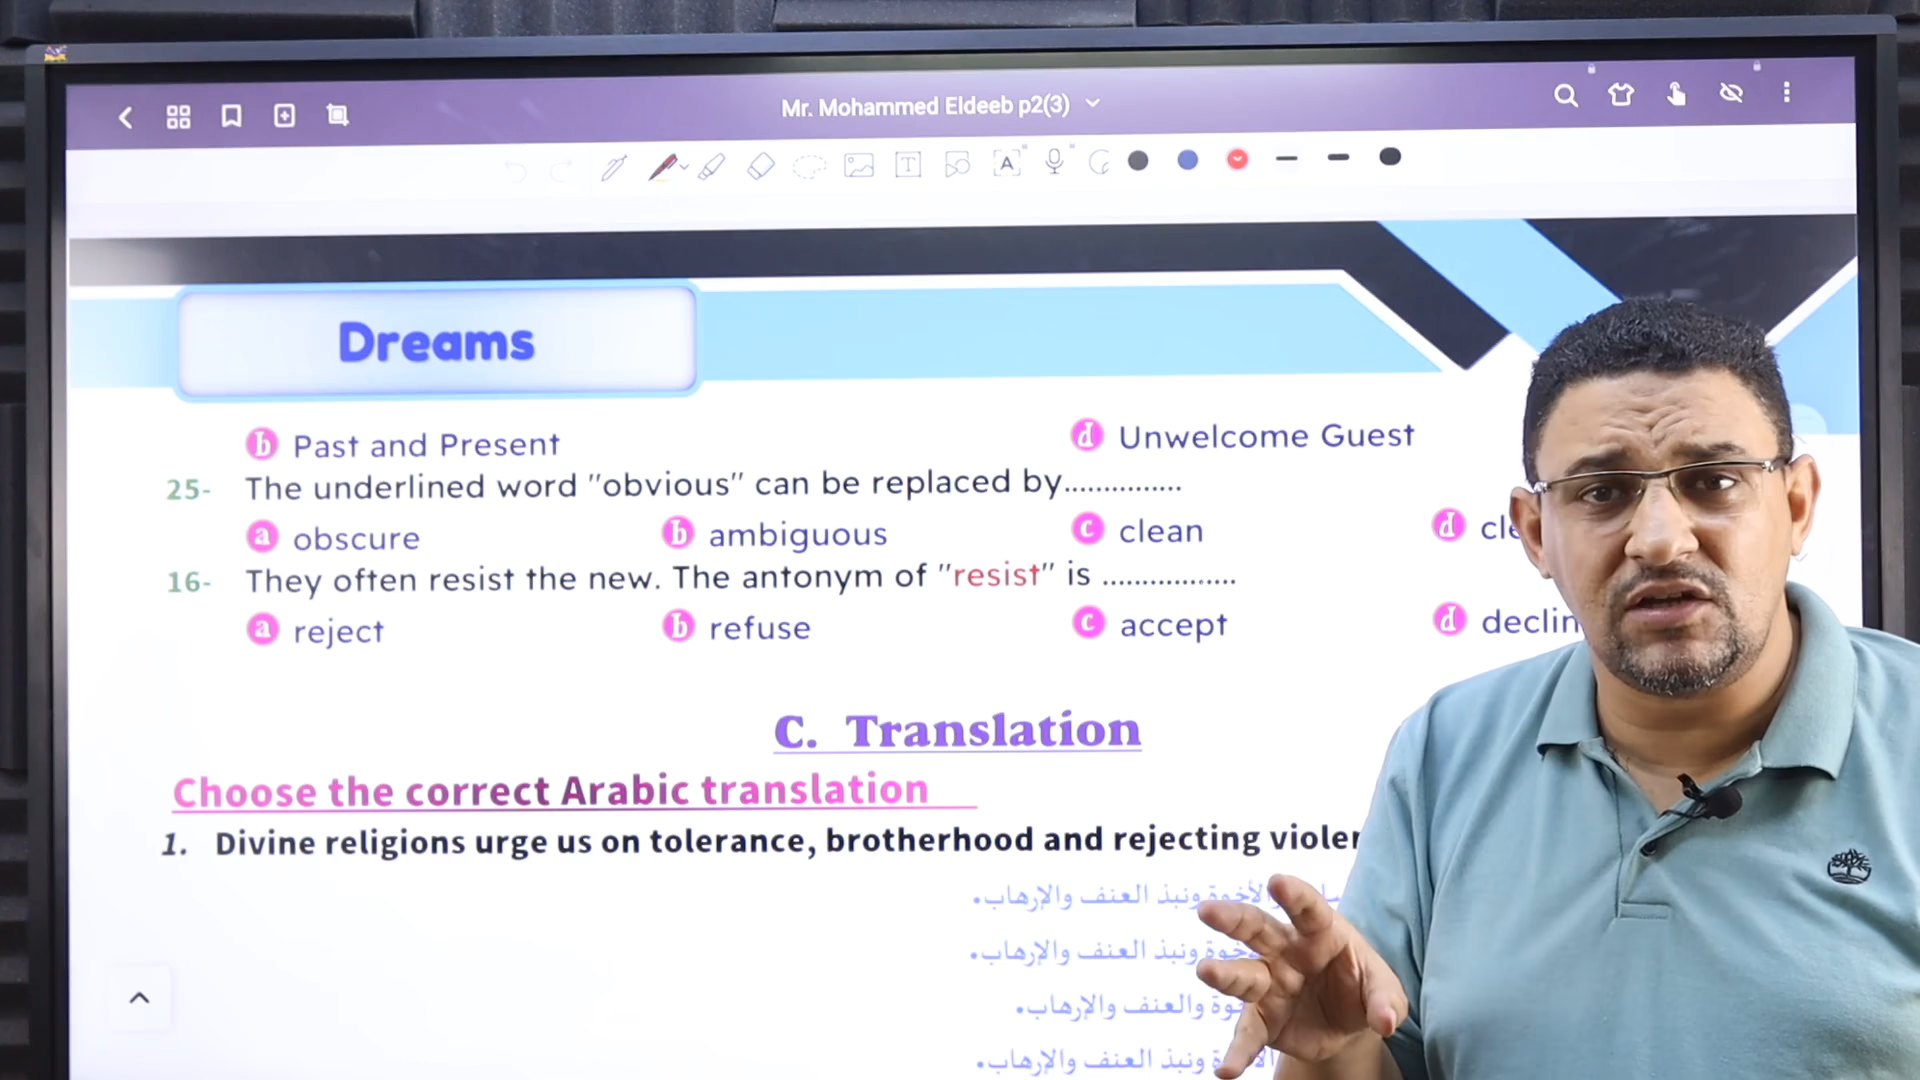 Mr. Mohammed Eldeeb p2(3)
Dreams
b Past and Present
d Unwelcome Guest
25- The underlined word "obvious" can be replaced by...............
a obscure b ambiguous c clean d
16- They often resist the new. The antonym of "resist" is .................
a reject b refuse c accept d
C. Translation
Choose the correct Arabic translation
1. Divine religions urge us on tolerance, brotherhood and rejecting
والأخوة ونبذ العنف والإرهاب.
ونبذ العنف والإرهاب.
والعنف والإرهاب.
ونبذ العنف والإرهاب.